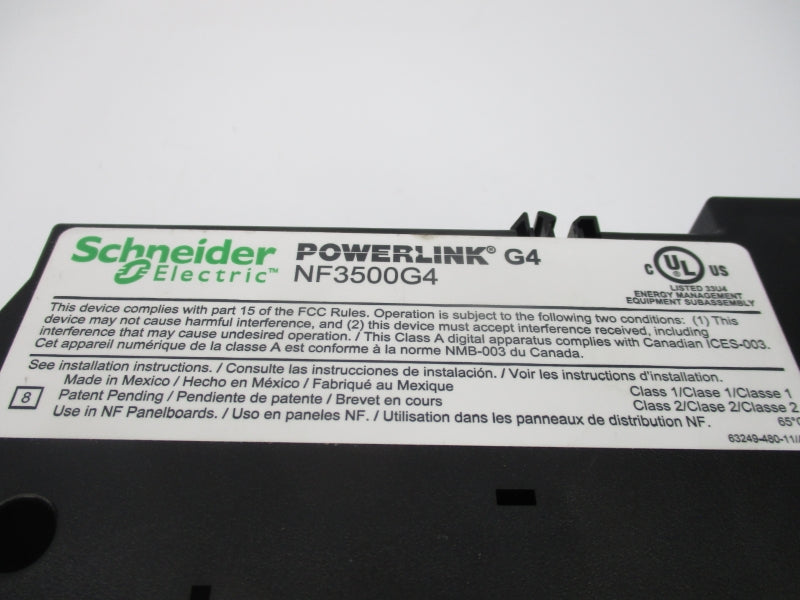 Schneider
Electric™
POWERLINK® G4
NF3500G4
C UL US
LISTED 33U4
ENERGY MANAGEMENT
EQUIPMENT SUBASSEMBLY
This device complies with part 15 of the FCC Rules. Operation is subject to the following two conditions: (1) This
device may not cause harmful interference, and (2) this device must accept interference received, including
interference that may cause undesired operation. / This Class A digital apparatus complies with Canadian ICES-003.
Cet appareil numérique de la classe A est conforme à la norme NMB-003 du Canada.
See installation instructions. / Consulte las instrucciones de instalación. / Voir les instructions d'installation.
Made in Mexico / Hecho en México / Fabriqué au Mexique
Patent Pending / Pendiente de patente / Brevet en cours
Use in NF Panelboards. / Uso en paneles NF. / Utilisation dans les panneaux de distribution NF.
8
Class 1/Clase 1/Classe 1
Class 2/Clase 2/Classe 2
65°C
63249-480-11/